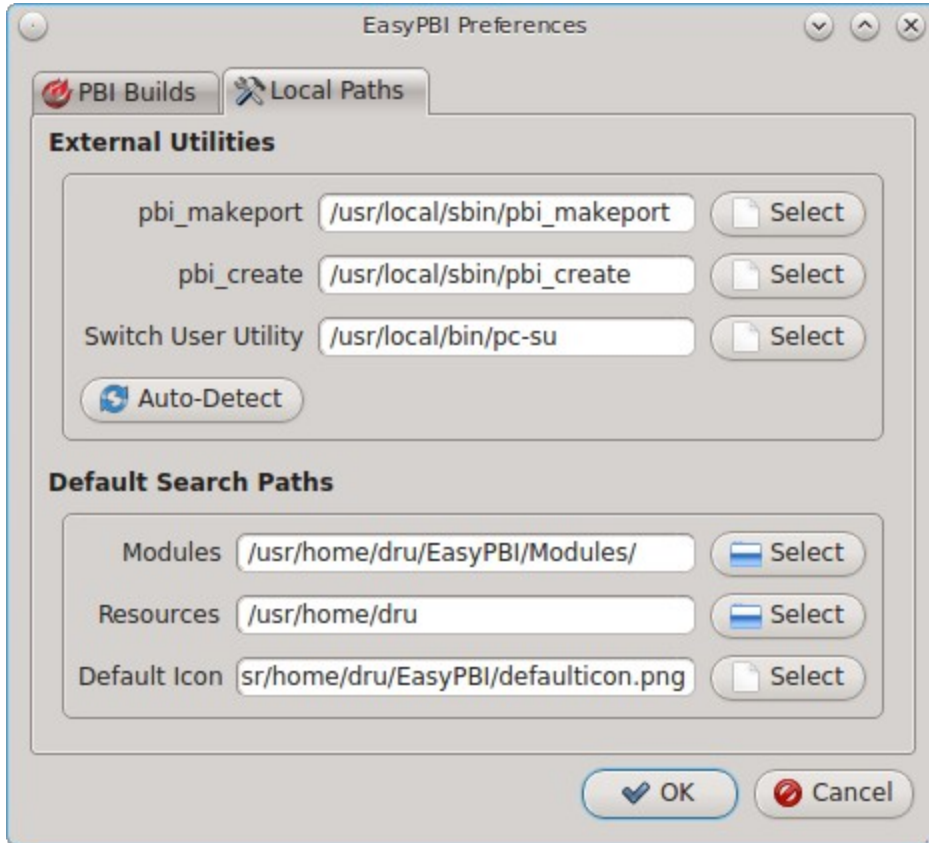 EasyPBI Preferences
PBI Builds Local Paths
External Utilities
pbi_makeport /usr/local/sbin/pbi_makeport Select
pbi_create /usr/local/sbin/pbi_create Select
Switch User Utility /usr/local/bin/pc-su Select
Auto-Detect
Default Search Paths
Modules /usr/home/dru/EasyPBI/Modules/ Select
Resources /usr/home/dru Select
Default Icon sr/home/dru/EasyPBI/defaulticon.png Select
OK Cancel